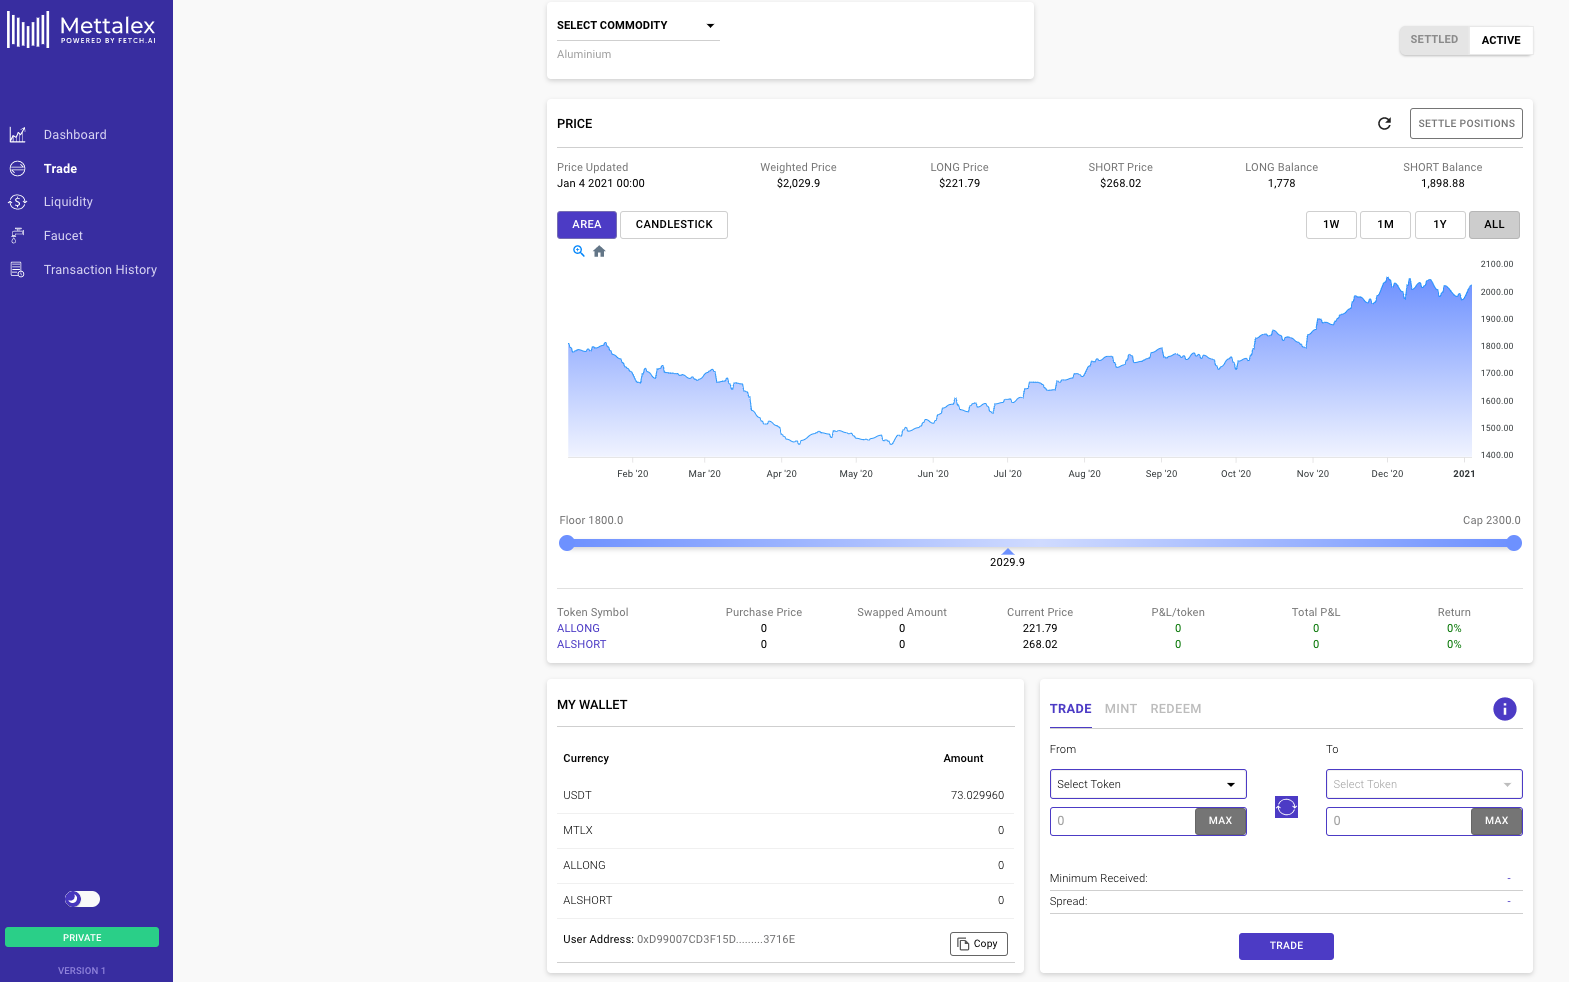 Mettalex
POWERED BY FETCH.AI
Dashboard
Trade
Liquidity
Faucet
Transaction History
PRIVATE
VERSION 1
SELECT COMMODITY
Aluminium
SETTLED ACTIVE
PRICE
SETTLE POSITIONS
Price Updated Weighted Price LONG Price SHORT Price LONG Balance SHORT Balance
Jan 4 2021 00:00 $2,029.9 $221.79 $268.02 1,778 1,898.88
AREA CANDLESTICK 1W 1M 1Y ALL
2100.00
2000.00
1900.00
1800.00
1700.00
1600.00
1500.00
1400.00
Feb '20 Mar '20 Apr '20 May '20 Jun '20 Jul '20 Aug '20 Sep '20 Oct '20 Nov '20 Dec '20 2021
Floor 1800.0 Cap 2300.0
2029.9
Token Symbol Purchase Price Swapped Amount Current Price P&L/token Total P&L Return
ALLONG 0 0 221.79 0 0 0%
ALSHORT 0 0 268.02 0 0 0%
MY WALLET
Currency Amount
USDT 73.029960
MTLX 0
ALLONG 0
ALSHORT 0
User Address: 0xD99007CD3F15D.........3716E Copy
TRADE MINT REDEEM i
From To
Select Token Select Token
0 MAX 0 MAX
Minimum Received: -
Spread: -
TRADE